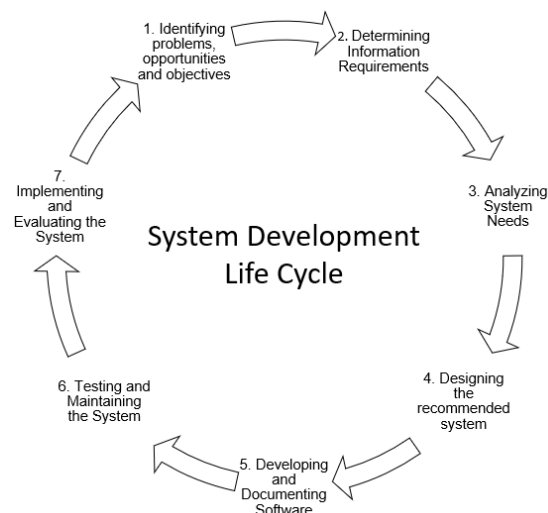 1. Identifying
problems,
opportunities
and objectives
2. Determining
Information
Requirements
3. Analyzing
System
Needs
4. Designing
the
recommended
system
5. Developing
and
Documenting
Software
6. Testing and
Maintaining
the System
7.
Implementing
and
Evaluating the
System
System Development
Life Cycle